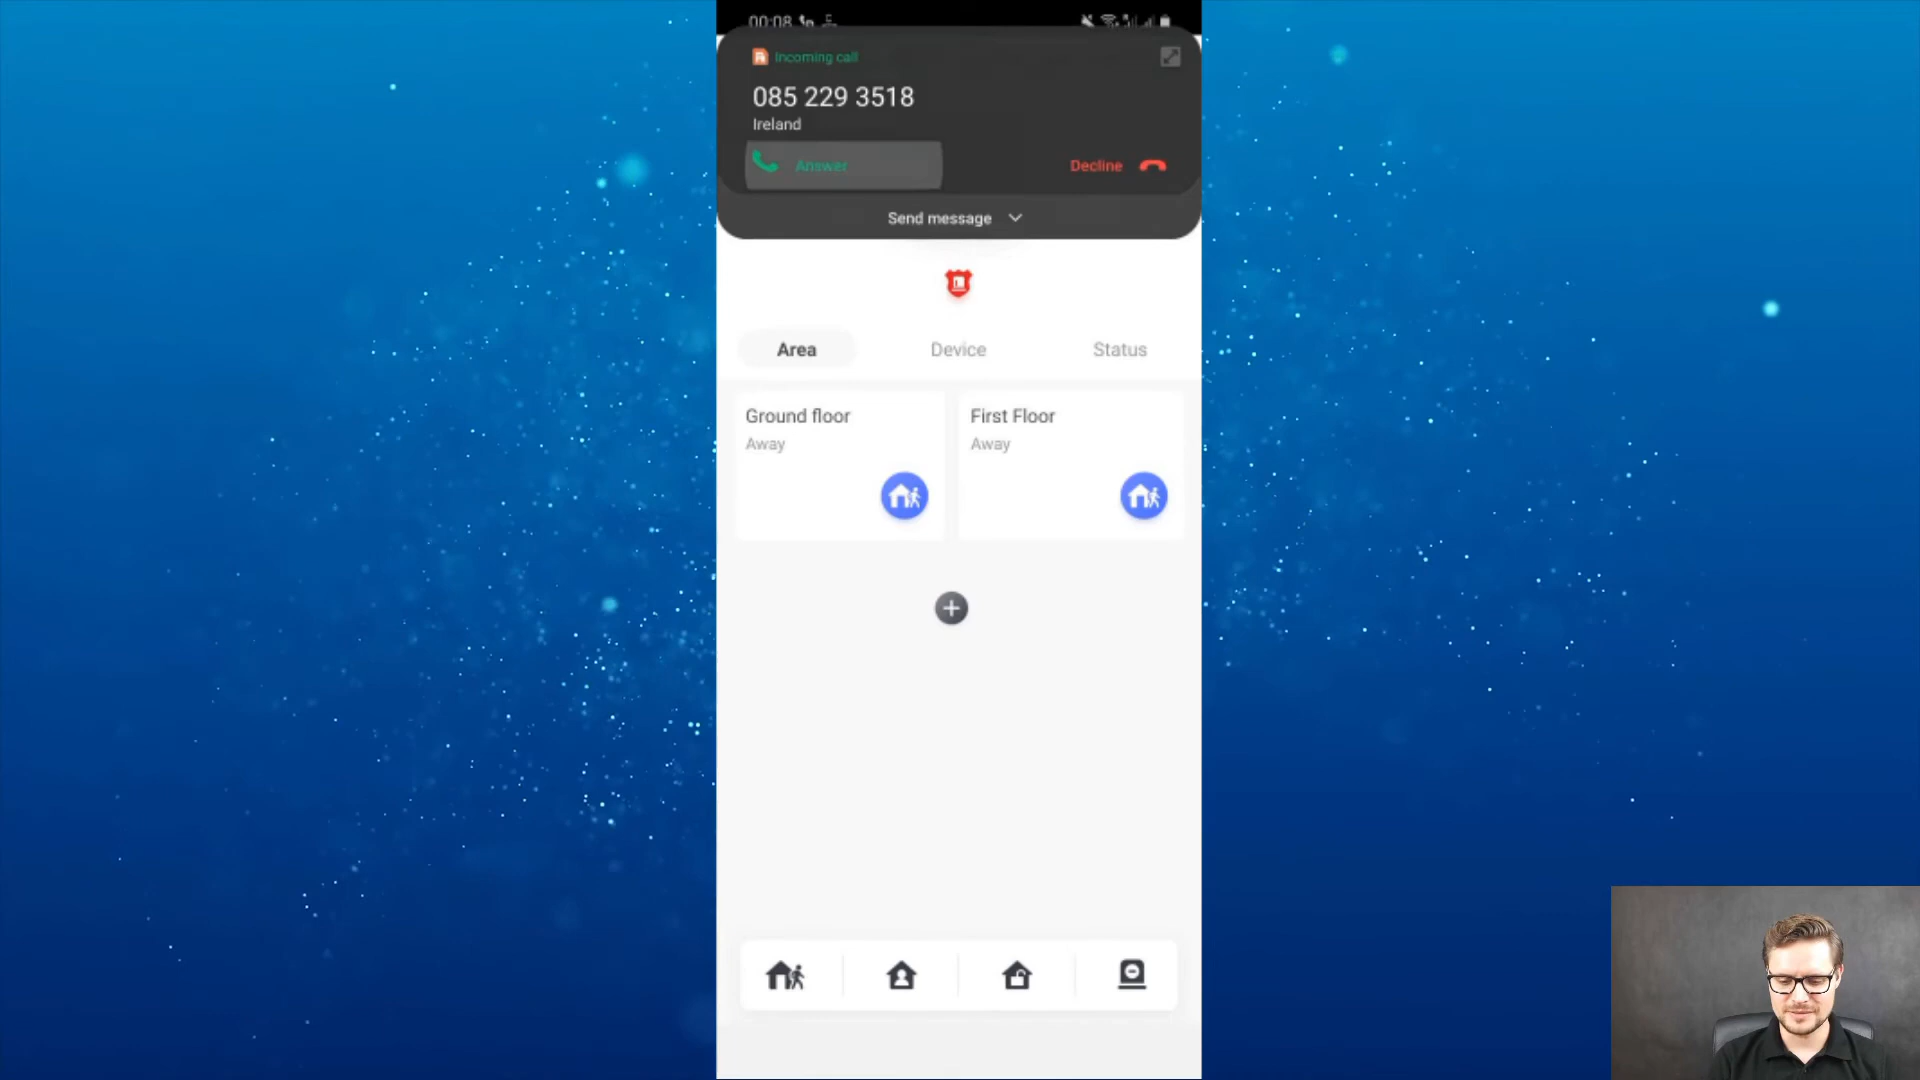 00:08
Incoming call
085 229 3518
Ireland
Answer
Decline
Send message
Area
Device
Status
Ground floor
Away
First Floor
Away